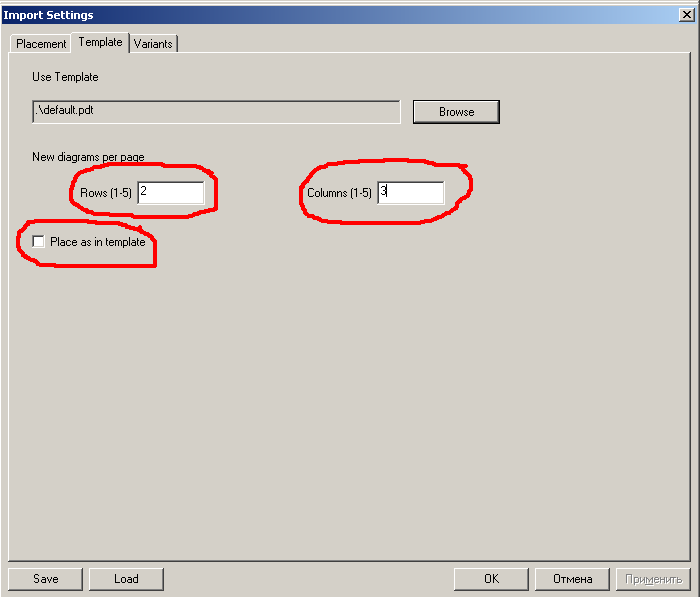 Import Settings
Placement Template Variants
Use Template
.\default.pdt Browse
New diagrams per page
Rows (1-5) 2 Columns (1-5) 3
Place as in template
Save Load OK Отмена Применить